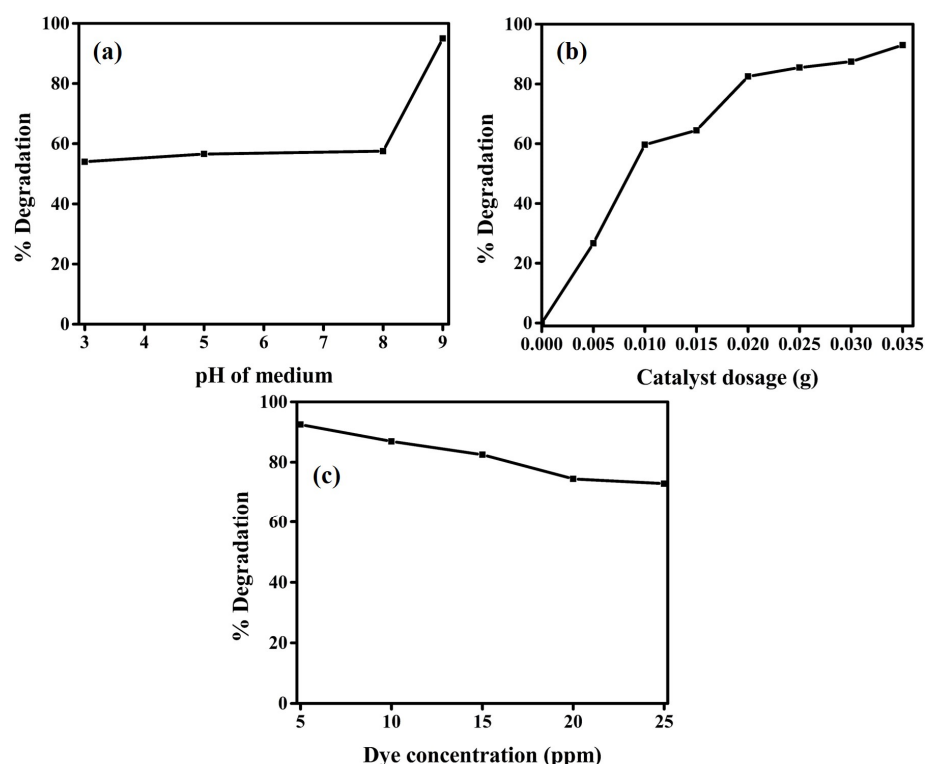 100
80
60
40
20
0
% Degradation
(a)
3 4 5 6 7 8 9
pH of medium
100
80
60
40
20
0
% Degradation
(b)
0.000 0.005 0.010 0.015 0.020 0.025 0.030 0.035
Catalyst dosage (g)
100
80
60
40
20
0
% Degradation
(c)
5 10 15 20 25
Dye concentration (ppm)